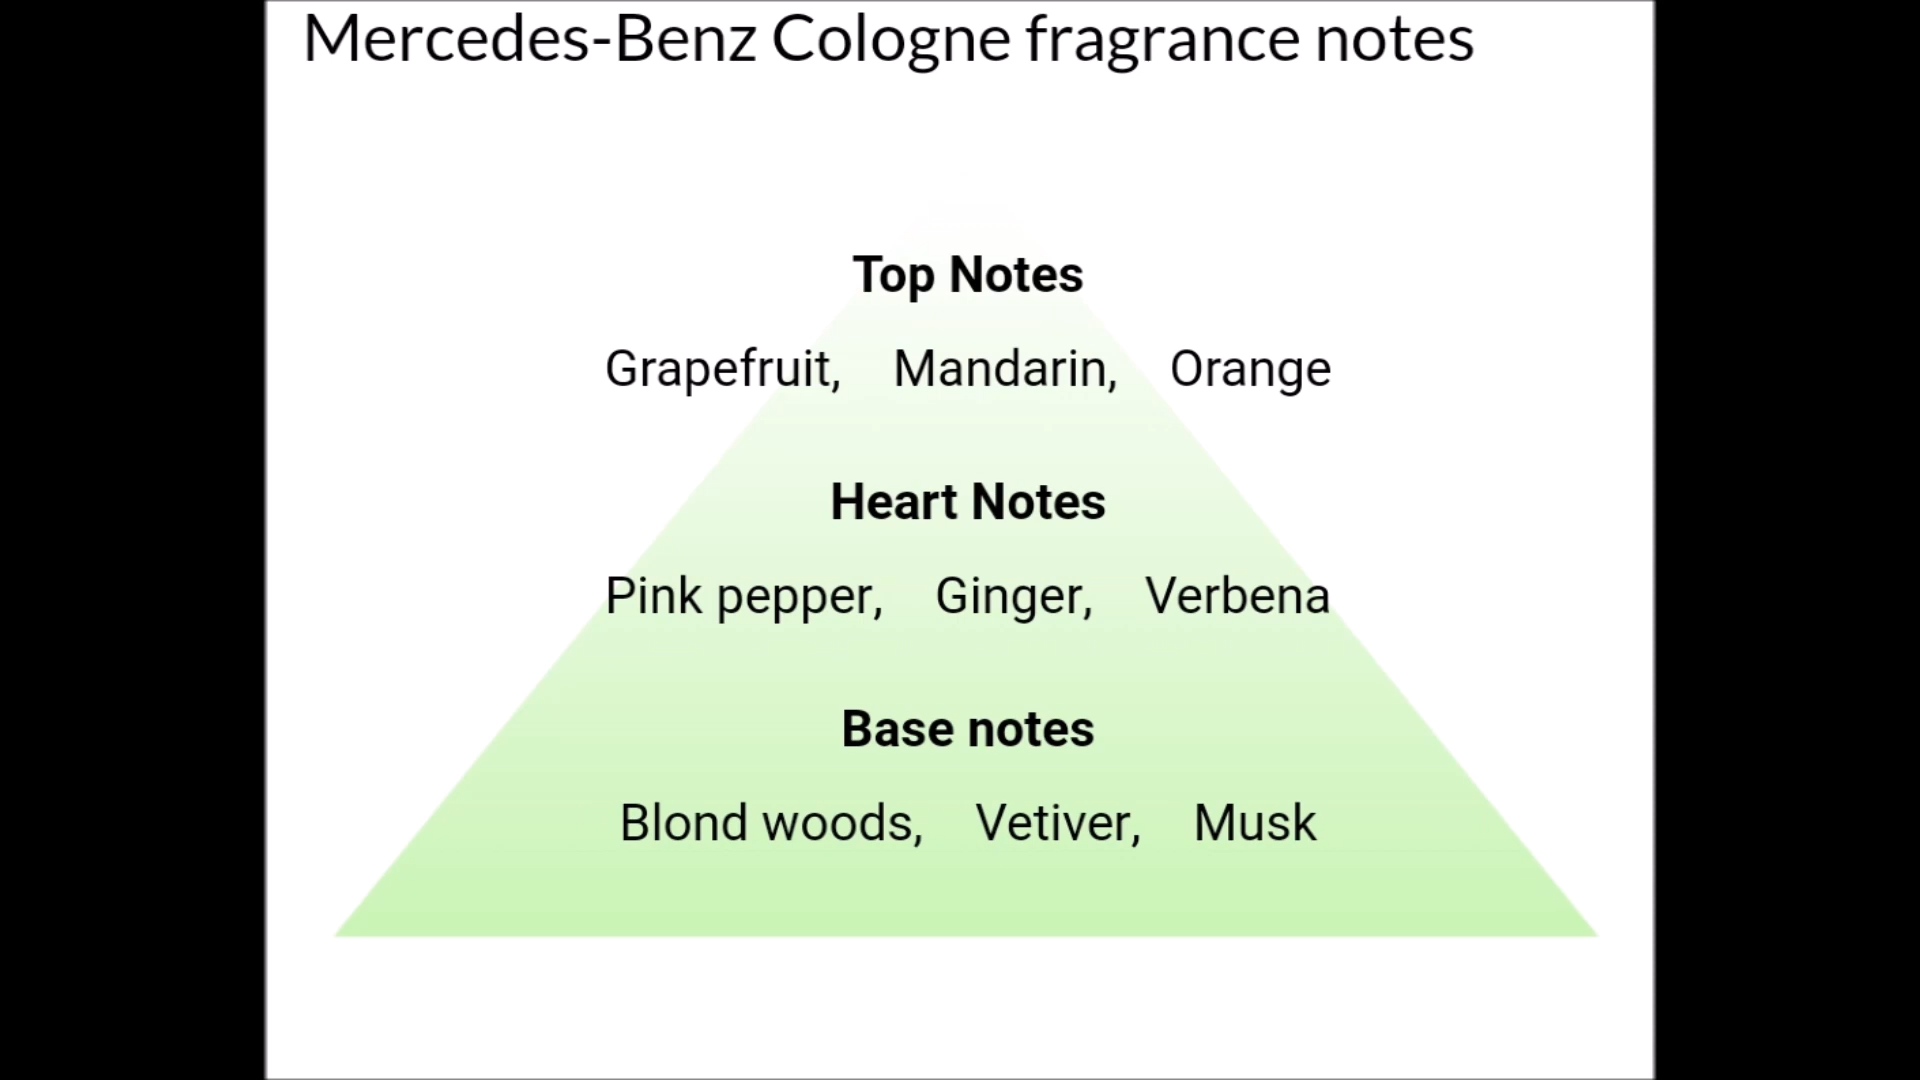 Mercedes-Benz Cologne fragrance notes
Top Notes
Grapefruit, Mandarin, Orange
Heart Notes
Pink pepper, Ginger, Verbena
Base notes
Blond woods, Vetiver, Musk